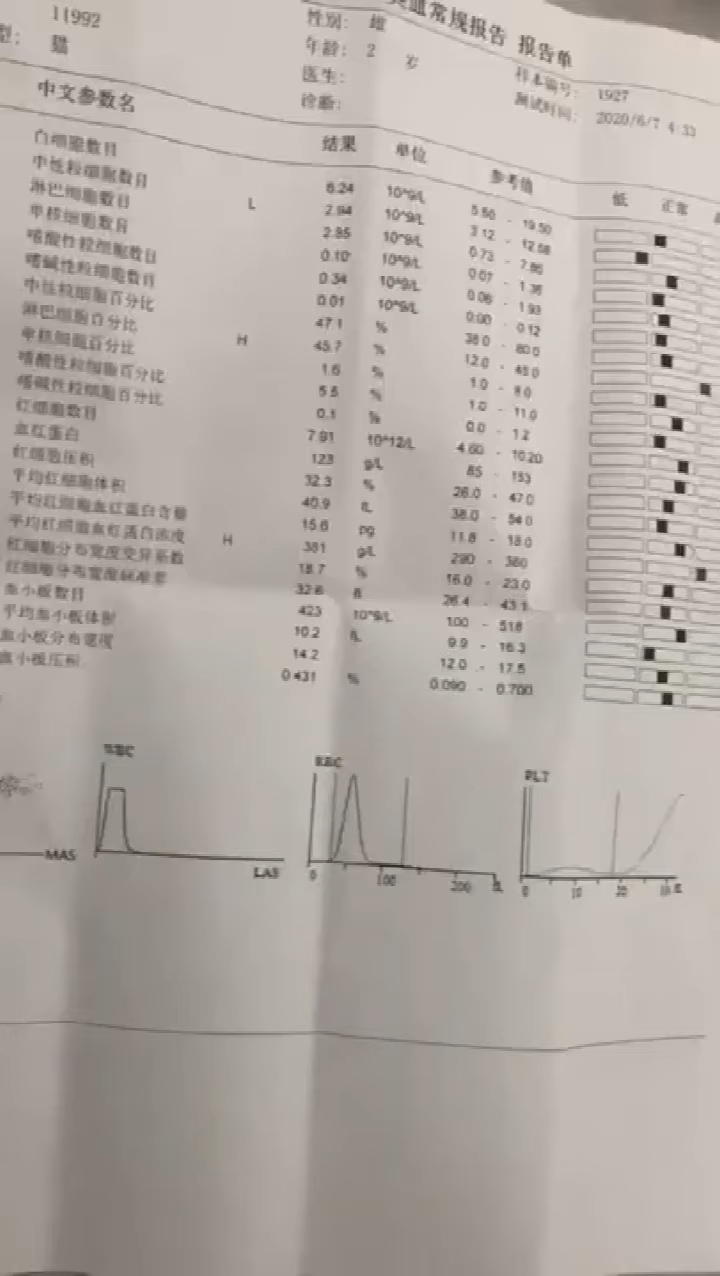 11992
型: 猫
血常规报告 报告单
性别: 雄
年龄: 2 岁
医生:
诊断:
样本编号: 1927
测试时间: 2020/6/7 4:33
中文参数名 结果 单位 参考值 低 正常
白细胞数目 6.24 10^9/L 5.50 - 19.50
中性粒细胞数目 L 2.94 10^9/L 3.12 - 12.58
淋巴细胞数目 2.85 10^9/L 0.73 - 7.86
单核细胞数目 0.10 10^9/L 0.07 - 1.36
嗜酸性粒细胞数目 0.34 10^9/L 0.06 - 1.93
嗜碱性粒细胞数目 0.01 10^9/L 0.00 - 0.12
中性粒细胞百分比 47.1 % 38.0 - 80.0
淋巴细胞百分比 H 45.7 % 12.0 - 45.0
单核细胞百分比 1.6 % 1.0 - 8.0
嗜酸性粒细胞百分比 5.5 % 1.0 - 11.0
嗜碱性粒细胞百分比 0.1 % 0.0 - 1.2
红细胞数目 7.91 10^12/L 4.60 - 10.20
血红蛋白 123 g/L 85 - 153
红细胞压积 32.3 % 26.0 - 47.0
平均红细胞体积 40.9 fL 38.0 - 54.0
平均红细胞血红蛋白含量 15.6 pg 11.8 - 18.0
平均红细胞血红蛋白浓度 H 381 g/L 290 - 360
红细胞分布宽度变异系数 18.7 % 16.0 - 23.0
红细胞分布宽度标准差 32.6 fL 26.4 - 43.1
血小板数目 423 10^9/L 100 - 518
平均血小板体积 10.2 fL 9.9 - 16.3
血小板分布宽度 14.2 12.0 - 17.5
血小板压积 0.431 % 0.090 - 0.700
WBC
RBC
PLT
MAS
LAS
0 100 200 fL
0 10 20 30 fL